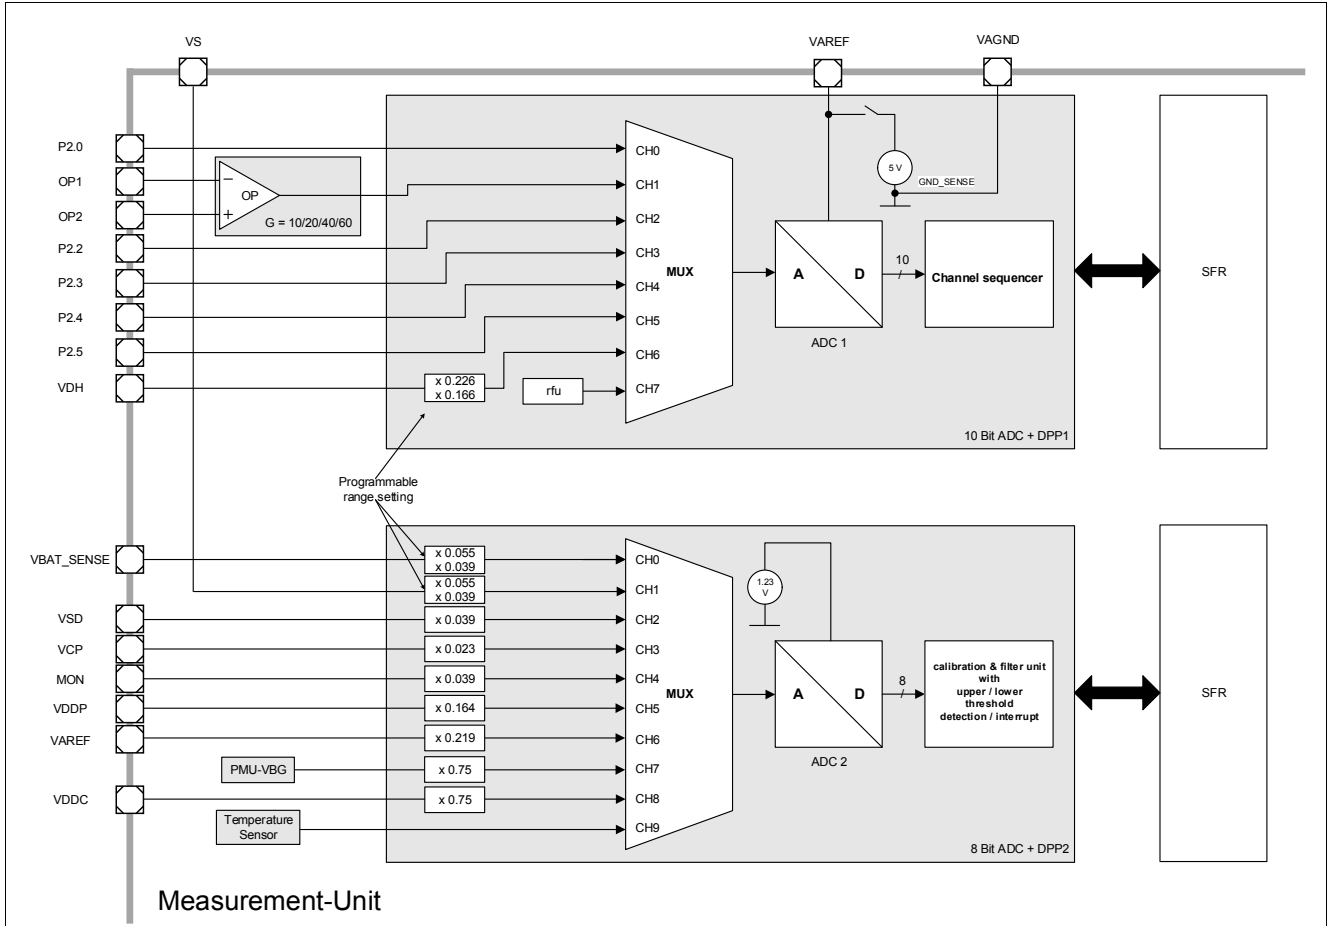 VS
VAREF
VAGND
P2.0
OP1
OP2
P2.2
P2.3
P2.4
P2.5
VDH
−
+
OP
G = 10/20/40/60
x 0.226
x 0.166
rfu
CH0
CH1
CH2
CH3
CH4
CH5
CH6
CH7
MUX
A
D
ADC 1
5 V
GND_SENSE
10
Channel sequencer
10 Bit ADC + DPP1
SFR
Programmable
range setting
VBAT_SENSE
VSD
VCP
MON
VDDP
VAREF
PMU-VBG
VDDC
Temperature
Sensor
x 0.055
x 0.039
x 0.055
x 0.039
x 0.039
x 0.023
x 0.039
x 0.164
x 0.219
x 0.75
x 0.75
CH0
CH1
CH2
CH3
CH4
CH5
CH6
CH7
CH8
CH9
MUX
1.23
V
A
D
ADC 2
8
calibration & filter unit
with
upper / lower
threshold
detection / interrupt
8 Bit ADC + DPP2
SFR
Measurement-Unit